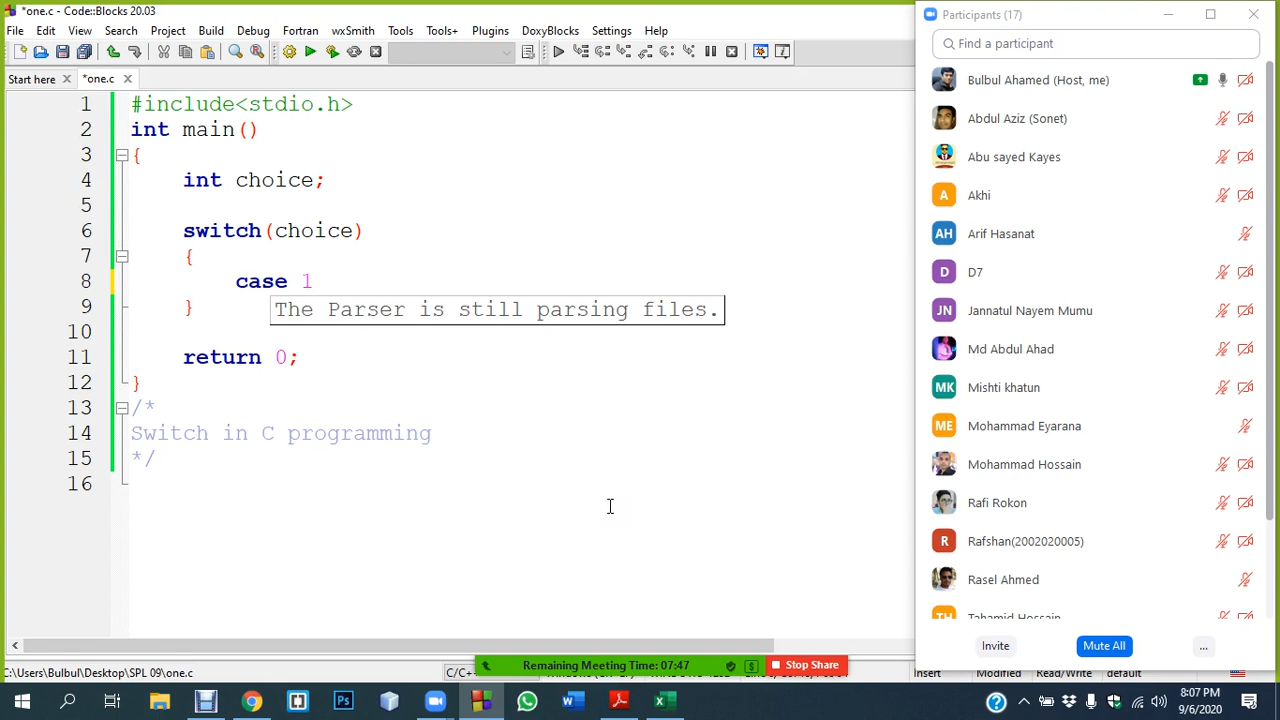 *one.c - Code::Blocks 20.03
File Edit View Search Project Build Debug Fortran wxSmith Tools Tools+ Plugins DoxyBlocks Settings Help
Start here
*one.c
1 #include<stdio.h>
2 int main()
3 {
4 int choice;
5
6 switch(choice)
7 {
8 case 1
The Parser is still parsing files.
9 }
10
11 return 0;
12 }
13 /*
14 Switch in C programming
15 */
16
C:\Users\Bulbul\Desktop\SPL 09\one.c
C/C++
Insert
Modified
Read/Write
default
Remaining Meeting Time: 07:47
Stop Share
Participants (17)
Find a participant
Bulbul Ahamed (Host, me)
Abdul Aziz (Sonet)
Abu sayed Kayes
A Akhi
AH Arif Hasanat
D D7
JN Jannatul Nayem Mumu
Md Abdul Ahad
MK Mishti khatun
ME Mohammad Eyarana
Mohammad Hossain
Rafi Rokon
R Rafshan(2002020005)
Rasel Ahmed
TH Tahamid Hossain
Invite
Mute All
...
8:07 PM
9/6/2020